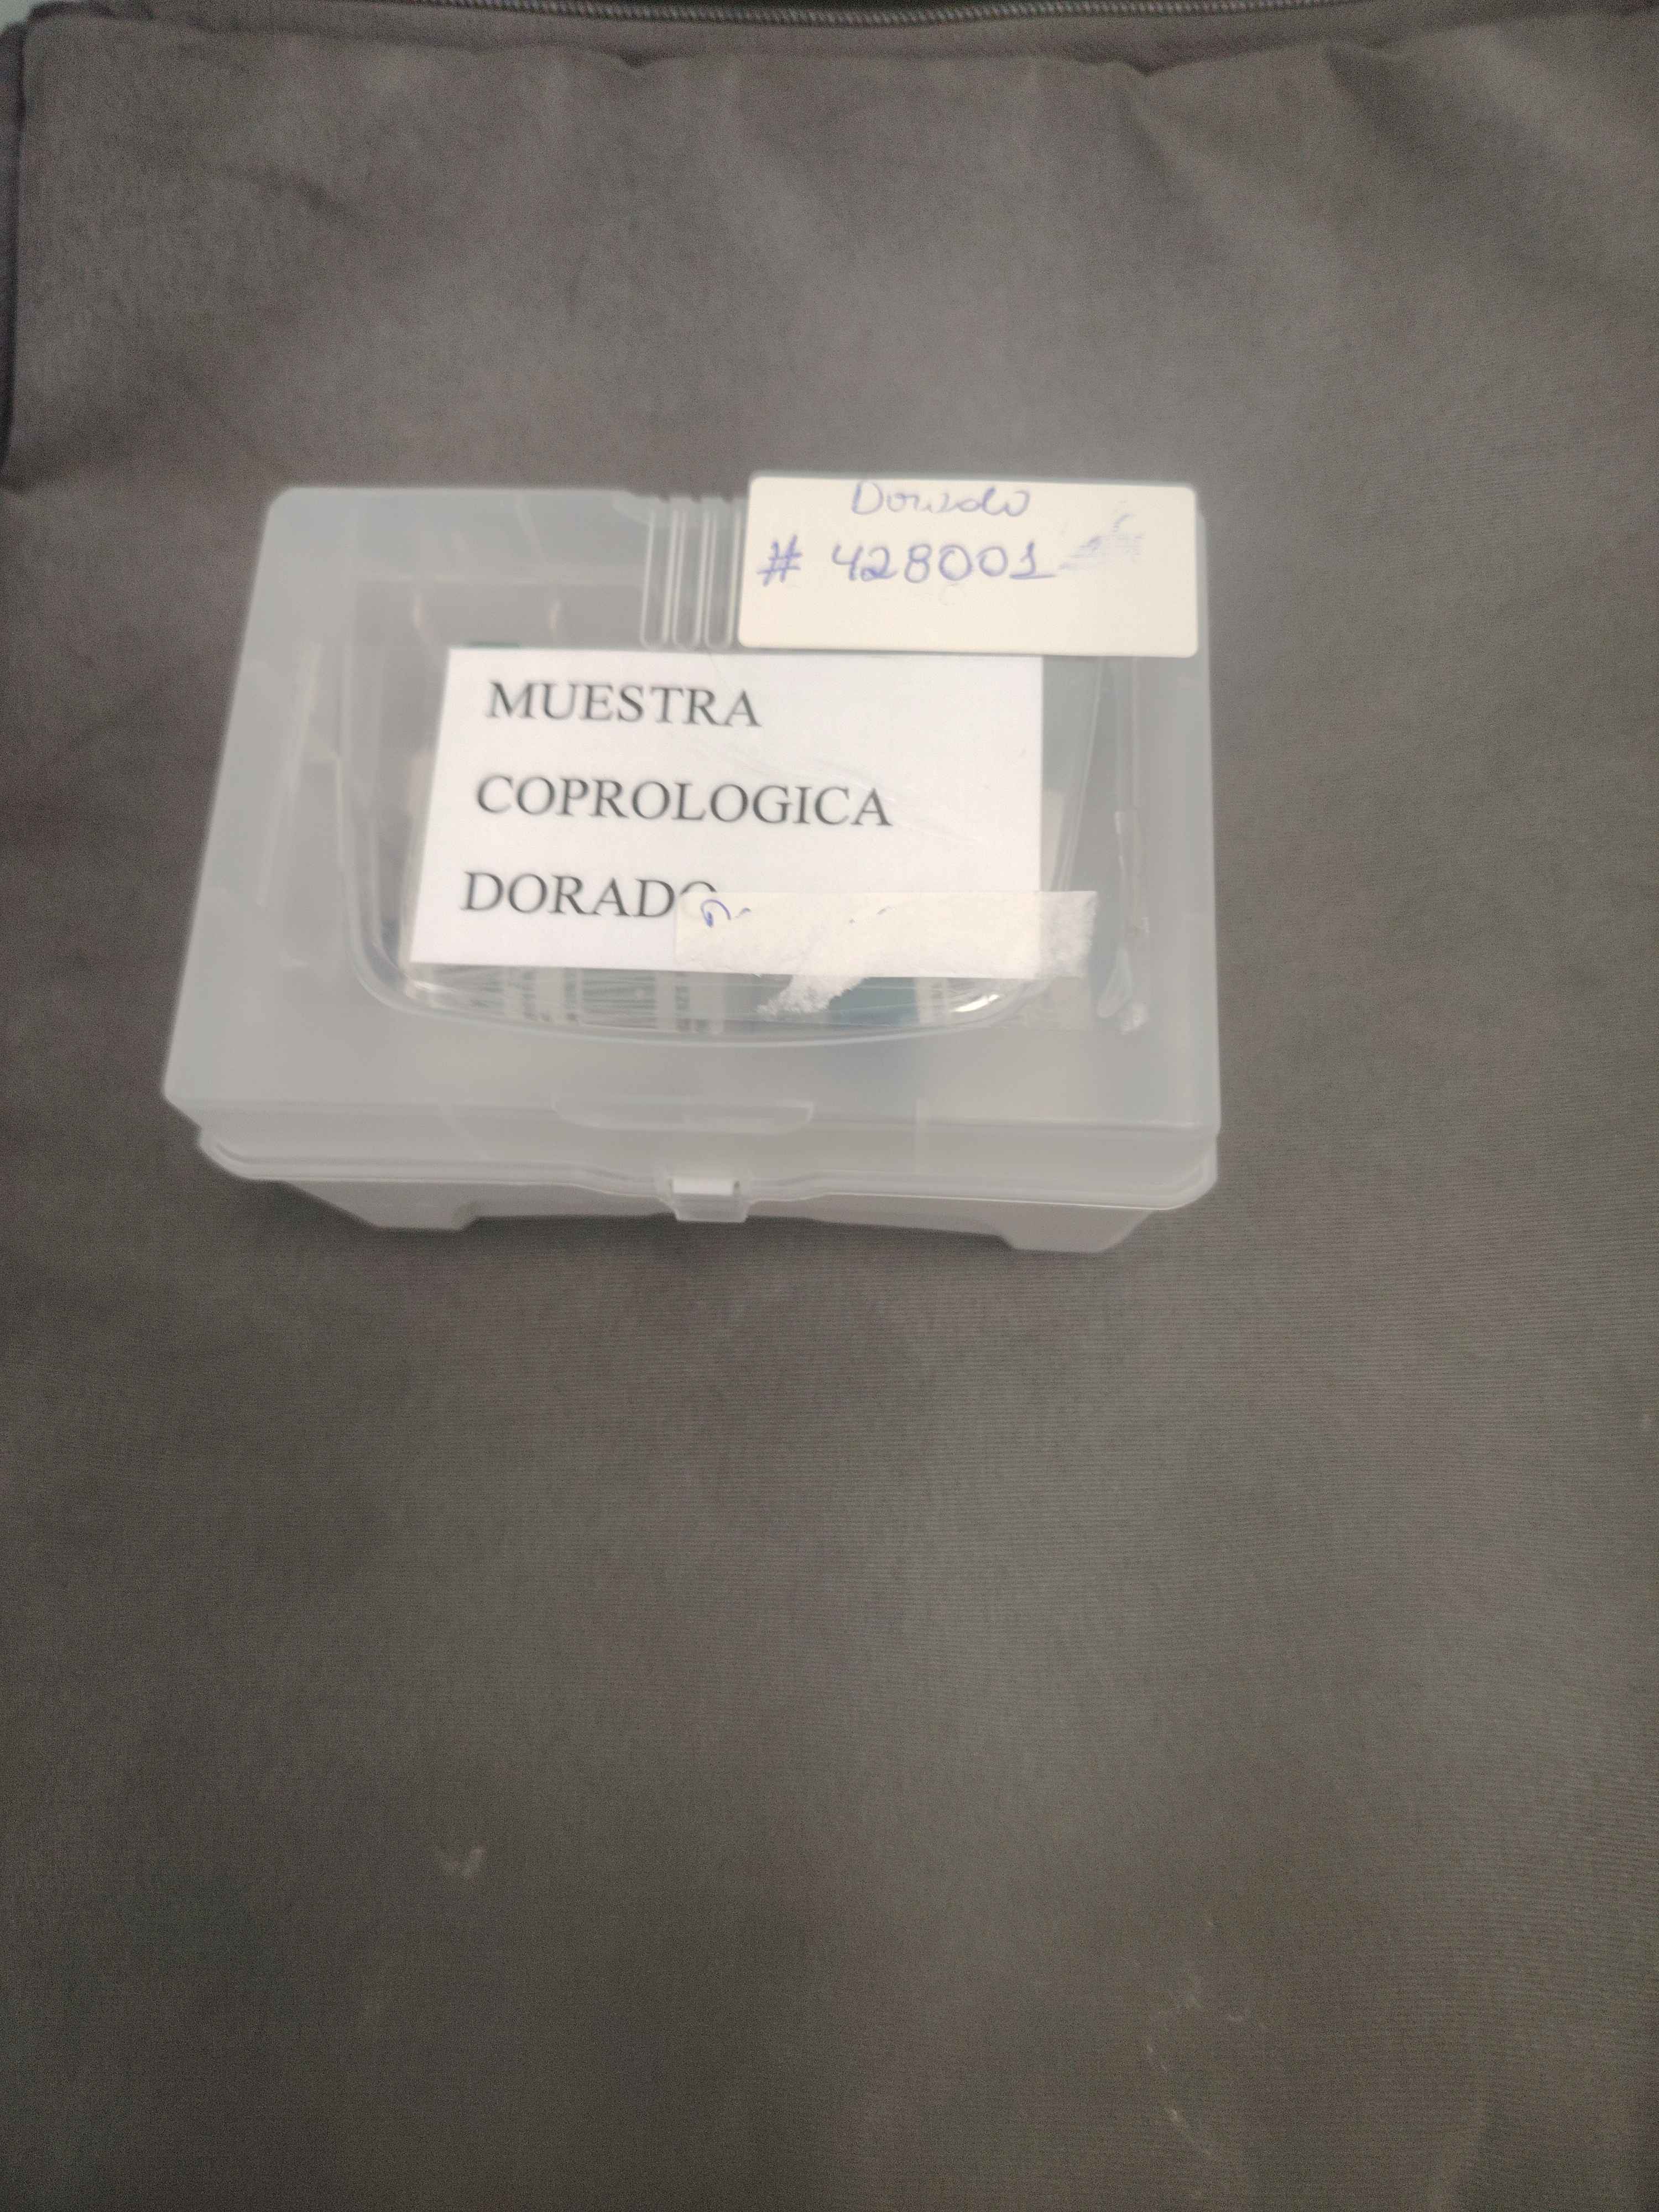 Dorado
# 428001
MUESTRA
COPROLOGICA
DORADO